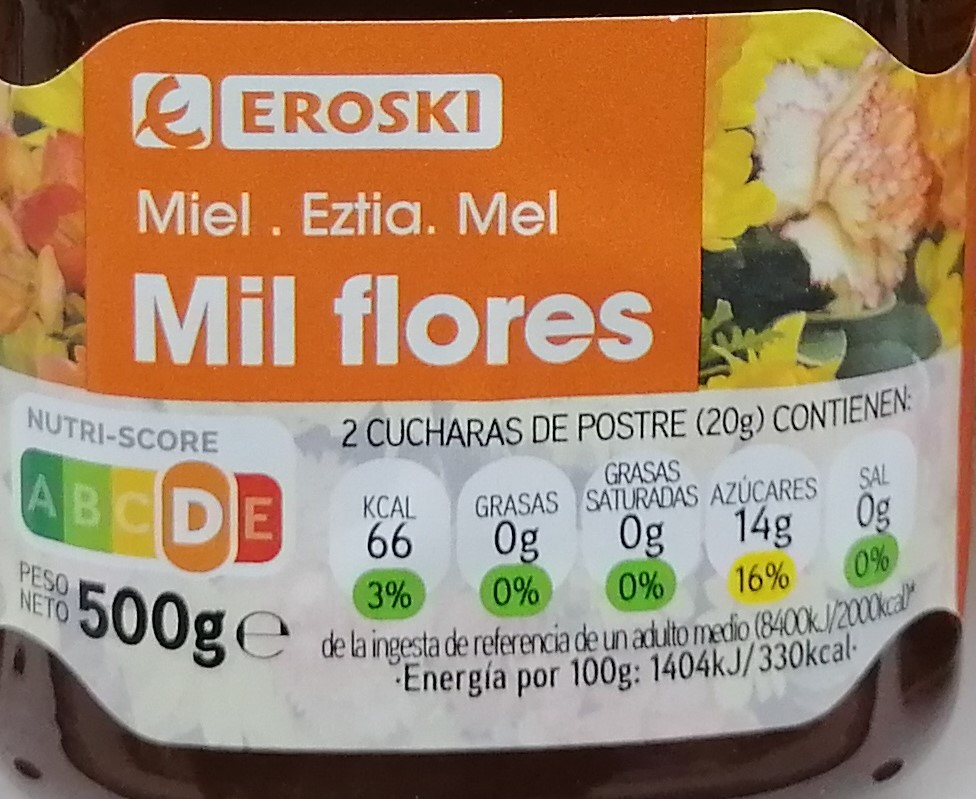 EROSKI
Miel . Eztia. Mel
Mil flores
NUTRI-SCORE
A B C D E
PESO NETO 500g e
2 CUCHARAS DE POSTRE (20g) CONTIENEN:
KCAL 66 3%
GRASAS 0g 0%
GRASAS SATURADAS 0g 0%
AZÚCARES 14g 16%
SAL 0g 0%
de la ingesta de referencia de un adulto medio (8400kJ/2000kcal)*
·Energía por 100g: 1404kJ/330kcal·